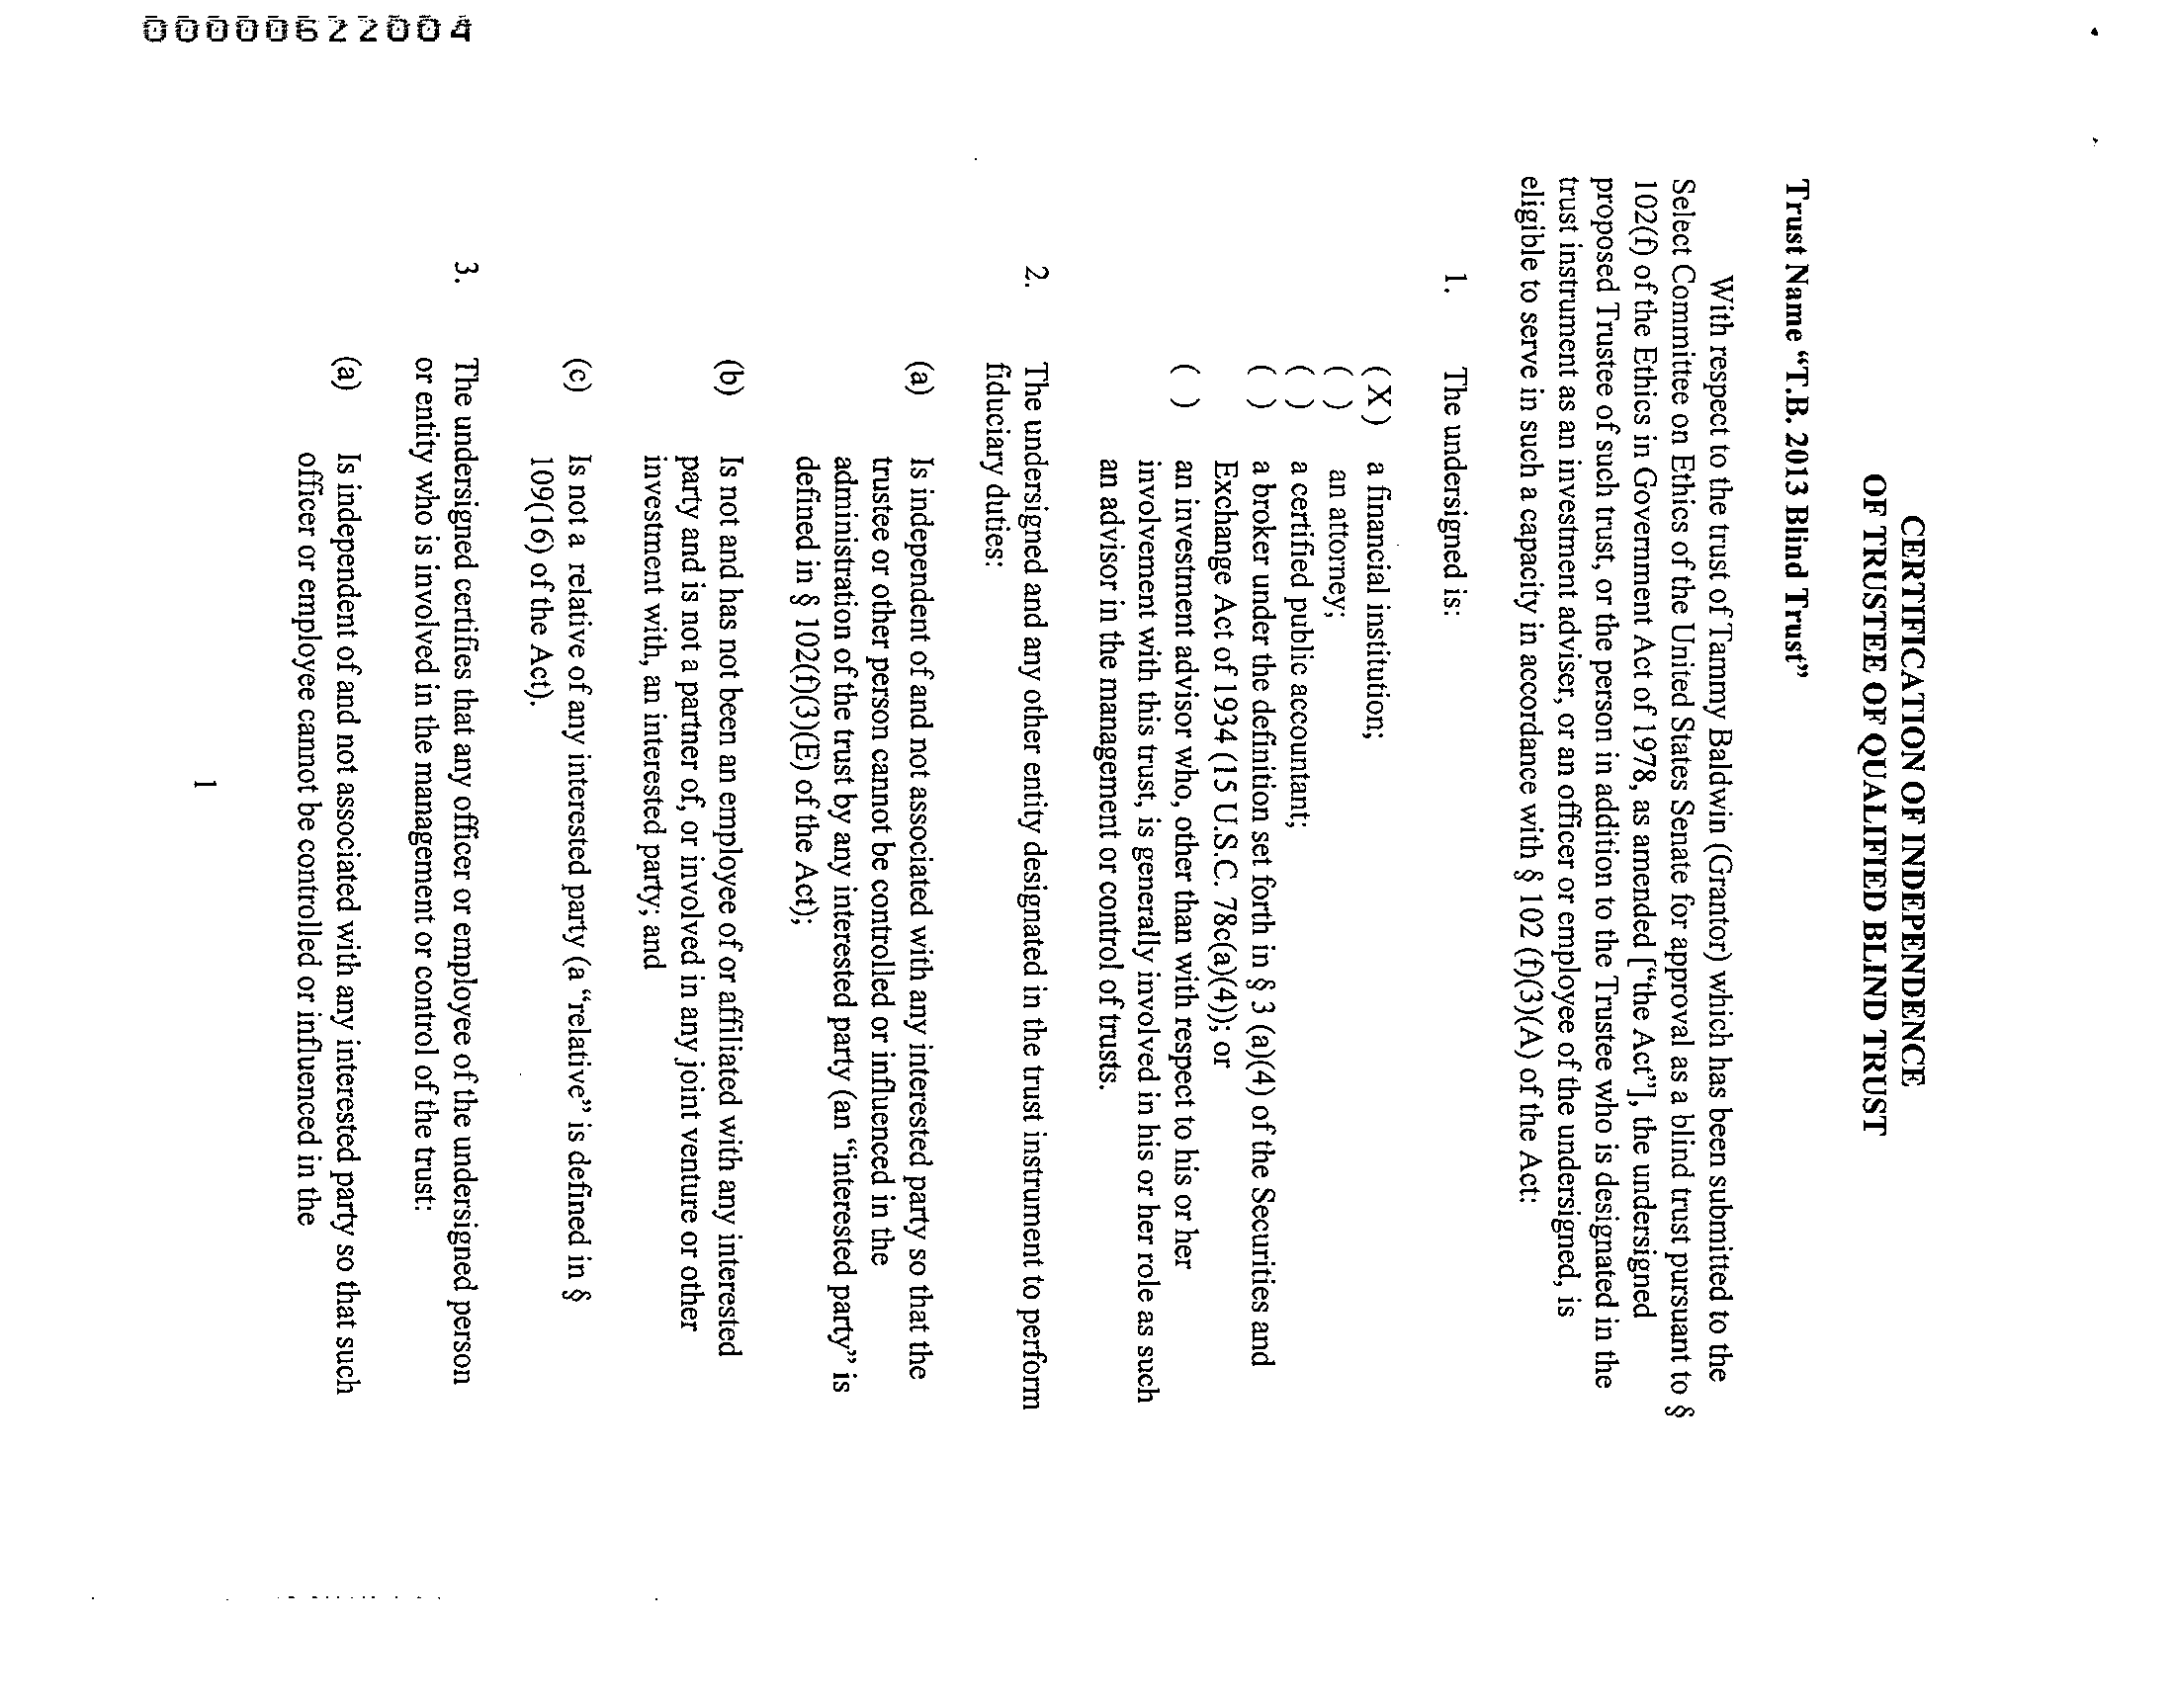 CERTIFICATION OF INDEPENDENCE
OF TRUSTEE OF QUALIFIED BLIND TRUST
Trust Name “T.B. 2013 Blind Trust”
With respect to the trust of Tammy Baldwin (Grantor) which has been submitted to the
Select Committee on Ethics of the United States Senate for approval as a blind trust pursuant to §
102(f) of the Ethics in Government Act of 1978, as amended [“the Act”], the undersigned
proposed Trustee of such trust, or the person in addition to the Trustee who is designated in the
trust instrument as an investment adviser, or an officer or employee of the undersigned, is
eligible to serve in such a capacity in accordance with § 102 (f)(3)(A) of the Act:
1. The undersigned is:
( X ) a financial institution;
( ) an attorney;
( ) a certified public accountant;
( ) a broker under the definition set forth in § 3 (a)(4) of the Securities and
Exchange Act of 1934 (15 U.S.C. 78c(a)(4)); or
( ) an investment advisor who, other than with respect to his or her
involvement with this trust, is generally involved in his or her role as such
an advisor in the management or control of trusts.
2. The undersigned and any other entity designated in the trust instrument to perform
fiduciary duties:
(a) Is independent of and not associated with any interested party so that the
trustee or other person cannot be controlled or influenced in the
administration of the trust by any interested party (an “interested party” is
defined in § 102(f)(3)(E) of the Act);
(b) Is not and has not been an employee of or affiliated with any interested
party and is not a partner of, or involved in any joint venture or other
investment with, an interested party; and
(c) Is not a relative of any interested party (a “relative” is defined in §
109(16) of the Act).
3. The undersigned certifies that any officer or employee of the undersigned person
or entity who is involved in the management or control of the trust:
(a) Is independent of and not associated with any interested party so that such
officer or employee cannot be controlled or influenced in the
1
00000622004